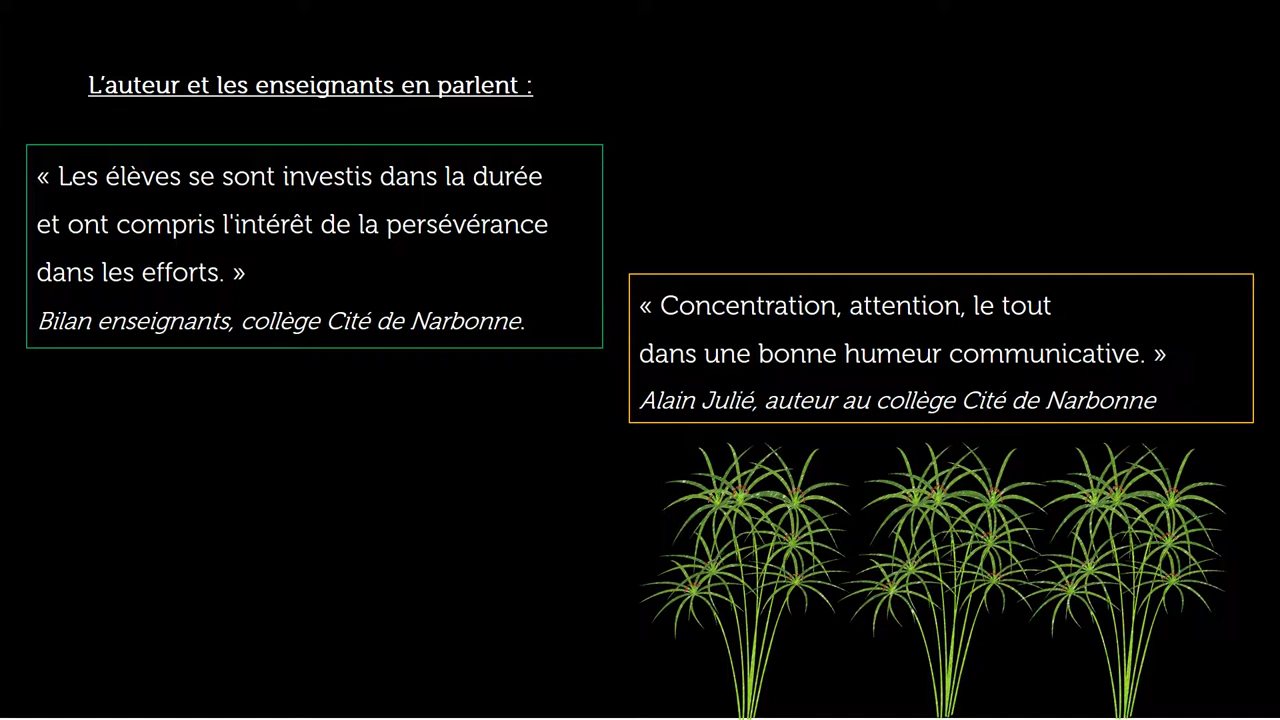 L’auteur et les enseignants en parlent :
« Les élèves se sont investis dans la durée
et ont compris l'intérêt de la persévérance
dans les efforts. »
Bilan enseignants, collège Cité de Narbonne.
« Concentration, attention, le tout
dans une bonne humeur communicative. »
Alain Julié, auteur au collège Cité de Narbonne